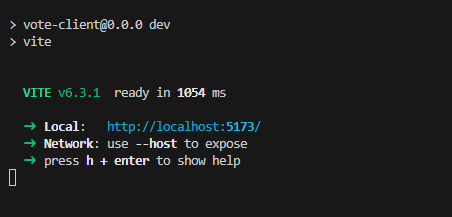 > vote-client@0.0.0 dev
> vite
VITE v6.3.1 ready in 1054 ms
➜ Local: http://localhost:5173/
➜ Network: use --host to expose
➜ press h + enter to show help